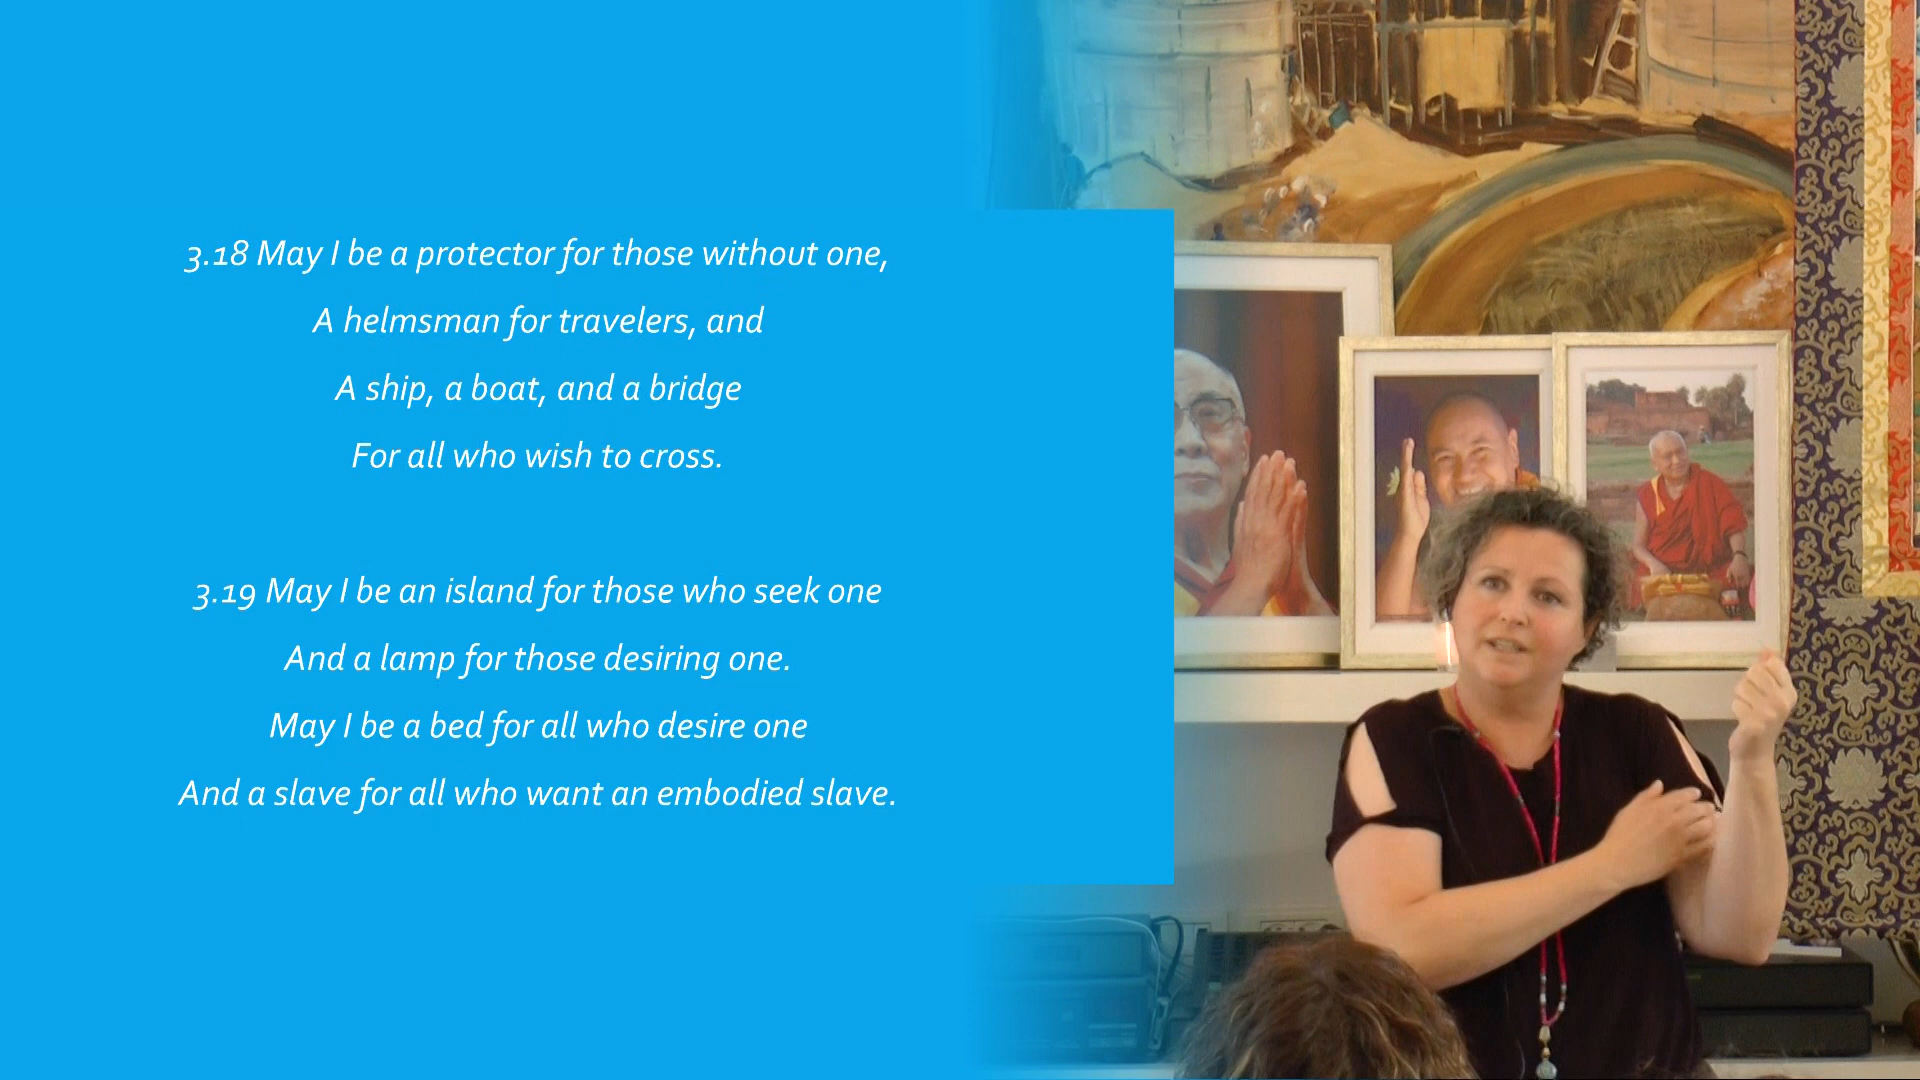 3.18 May I be a protector for those without one,
A helmsman for travelers, and
A ship, a boat, and a bridge
For all who wish to cross.
3.19 May I be an island for those who seek one
And a lamp for those desiring one.
May I be a bed for all who desire one
And a slave for all who want an embodied slave.